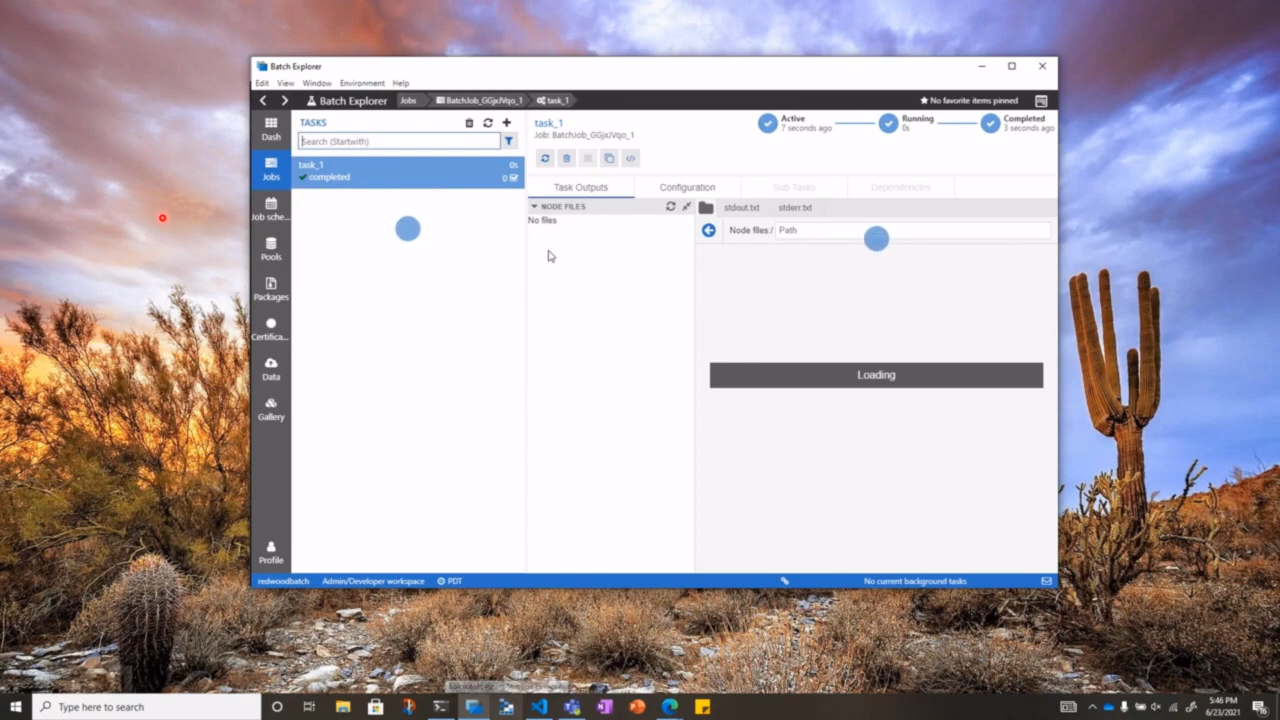 Batch Explorer
Edit View Window Environment Help
Batch Explorer Jobs BatchJob_GGjxJVqo_1 task_1 No favorite items pinned
Dash
Jobs
Job sche...
Pools
Packages
Certifica...
Data
Gallery
Profile
TASKS
Search (Startwith)
task_1 0s
completed 0
task_1
Job: BatchJob_GGjxJVqo_1
Active
7 seconds ago
Running
0s
Completed
3 seconds ago
Task Outputs Configuration Sub Tasks Dependencies
NODE FILES
No files
stdout.txt stderr.txt
Node files:/ Path
Loading
redwoodbatch Admin/Developer workspace PDT No current background tasks
Type here to search
5:46 PM
6/23/2021
16